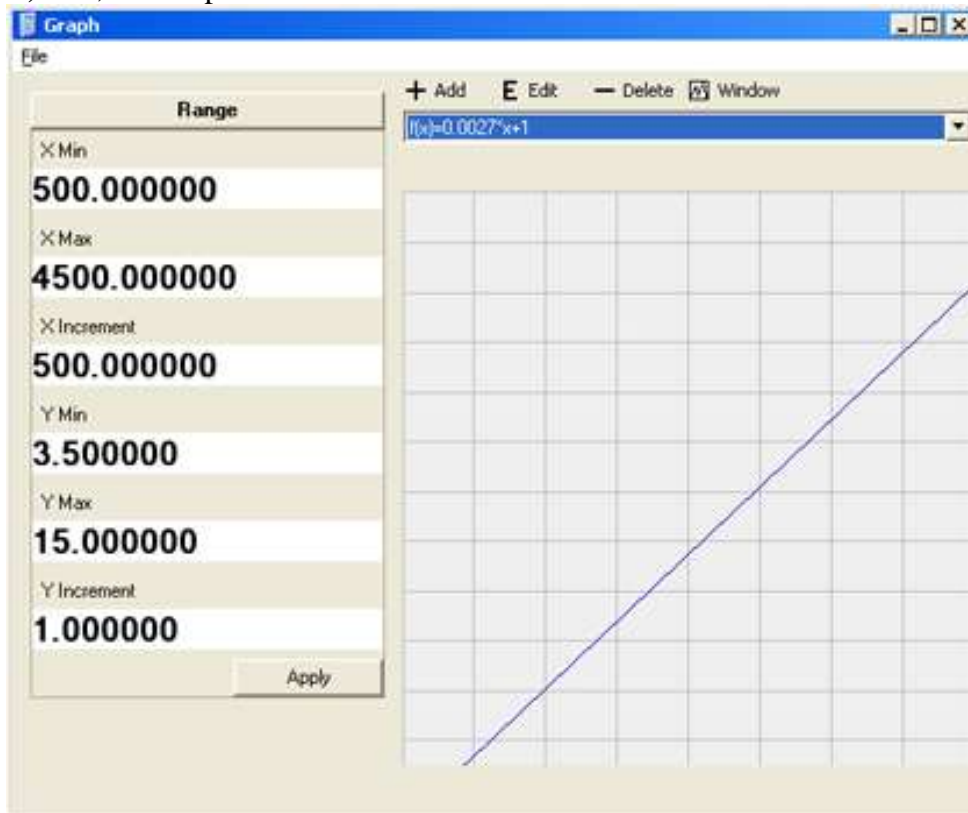 Graph
File
Range
X Min
500.000000
X Max
4500.000000
X Increment
500.000000
Y Min
3.500000
Y Max
15.000000
Y Increment
1.000000
Apply
Add E Edit Delete Window
f(x)=0.0027*x+1